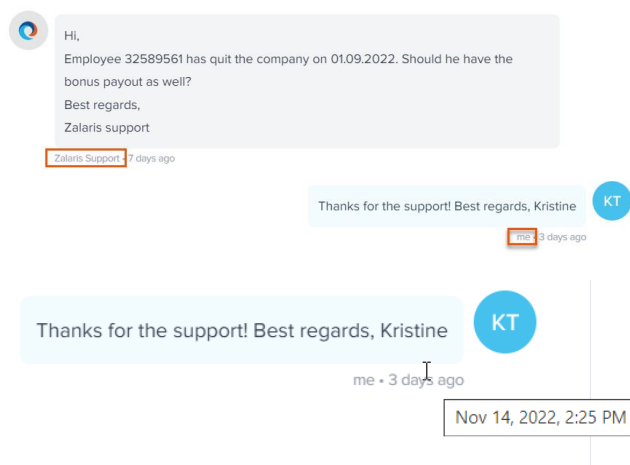 Hi,
Employee 32589561 has quit the company on 01.09.2022. Should he have the
bonus payout as well?
Best regards,
Zalaris support
Zalaris Support • 7 days ago
Thanks for the support! Best regards, Kristine
KT
me • 3 days ago
Thanks for the support! Best regards, Kristine
KT
me • 3 days ago
Nov 14, 2022, 2:25 PM